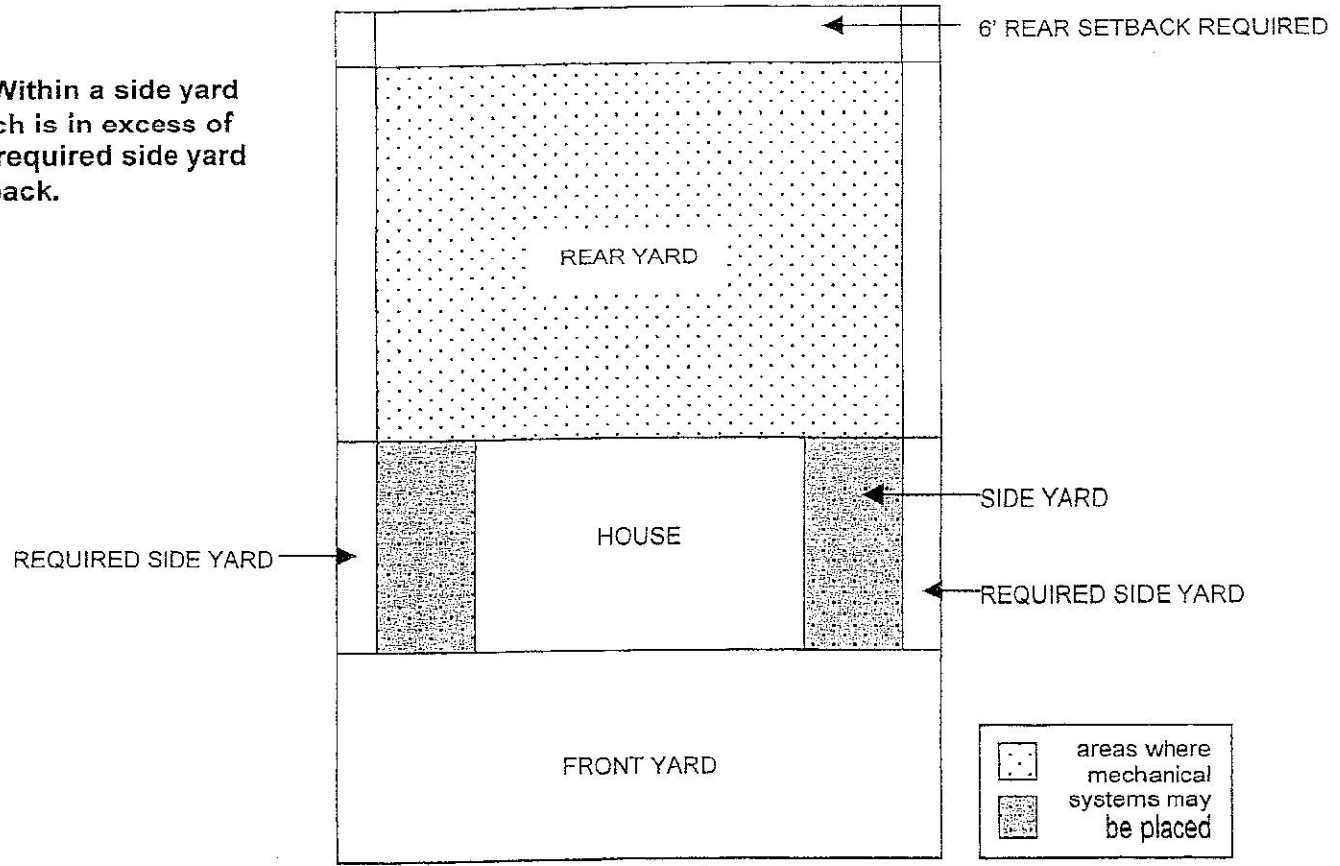 6' REAR SETBACK REQUIRED
Within a side yard
ch is in excess of
required side yard
back.
REAR YARD
SIDE YARD
HOUSE
REQUIRED SIDE YARD
REQUIRED SIDE YARD
FRONT YARD
areas where
mechanical
systems may
be placed